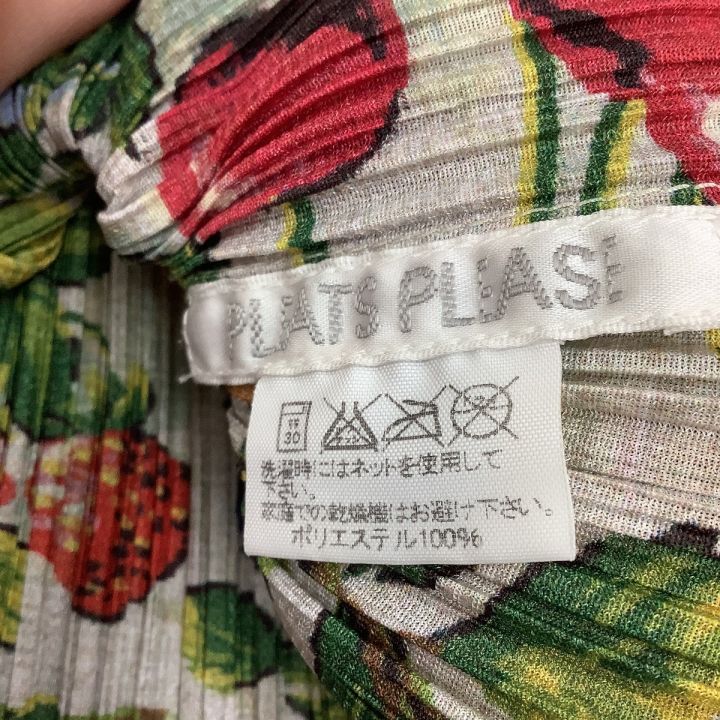 PLEATS PLEASE
弱
30
洗濯時にはネットを使用して
下さい。
家庭での乾燥機はお避け下さい。
ポリエステル100%